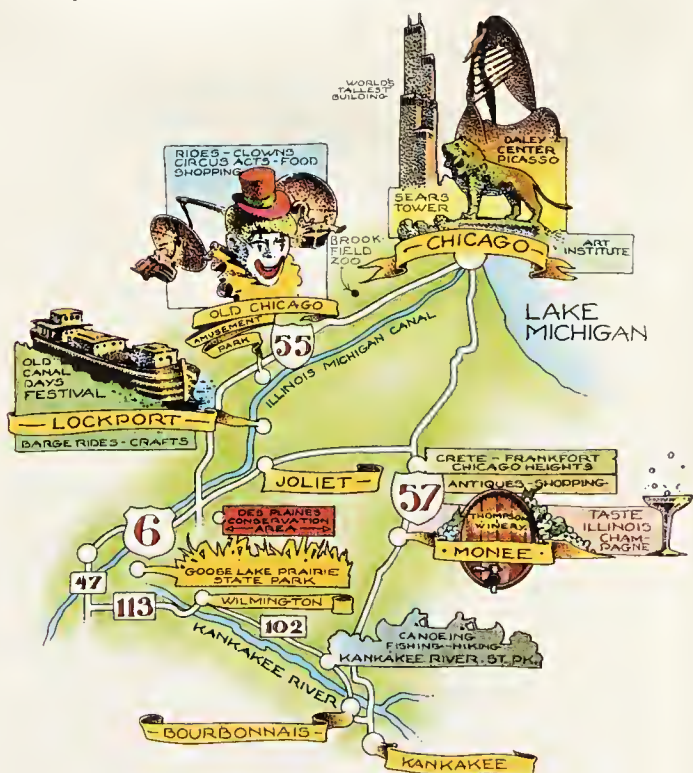 WORLD'S
TALLEST
BUILDING
DALEY
CENTER
PICASSO
SEARS
TOWER
CHICAGO
ART
INSTITUTE
RIDES - CLOWNS
CIRCUS ACTS - FOOD
SHOPPING
BROOK-
FIELD
ZOO
OLD CHICAGO
AMUSEMENT
PARK
55
ILLINOIS MICHIGAN CANAL
LAKE
MICHIGAN
OLD
CANAL
DAYS
FESTIVAL
LOCKPORT
BARGE RIDES - CRAFTS
JOLIET
CRETE - FRANKFORT
CHICAGO HEIGHTS
ANTIQUES - SHOPPING
57
THOMPSON
WINERY
MONEE
TASTE
ILLINOIS
CHAM-
PAGNE
6
DES PLAINES
CONSERVATION
AREA
GOOSE LAKE PRAIRIE
STATE PARK
47
113
WILMINGTON
102
KANKAKEE RIVER
CANOEING
FISHING - HIKING
KANKAKEE RIVER ST. PK.
BOURBONNAIS
KANKAKEE